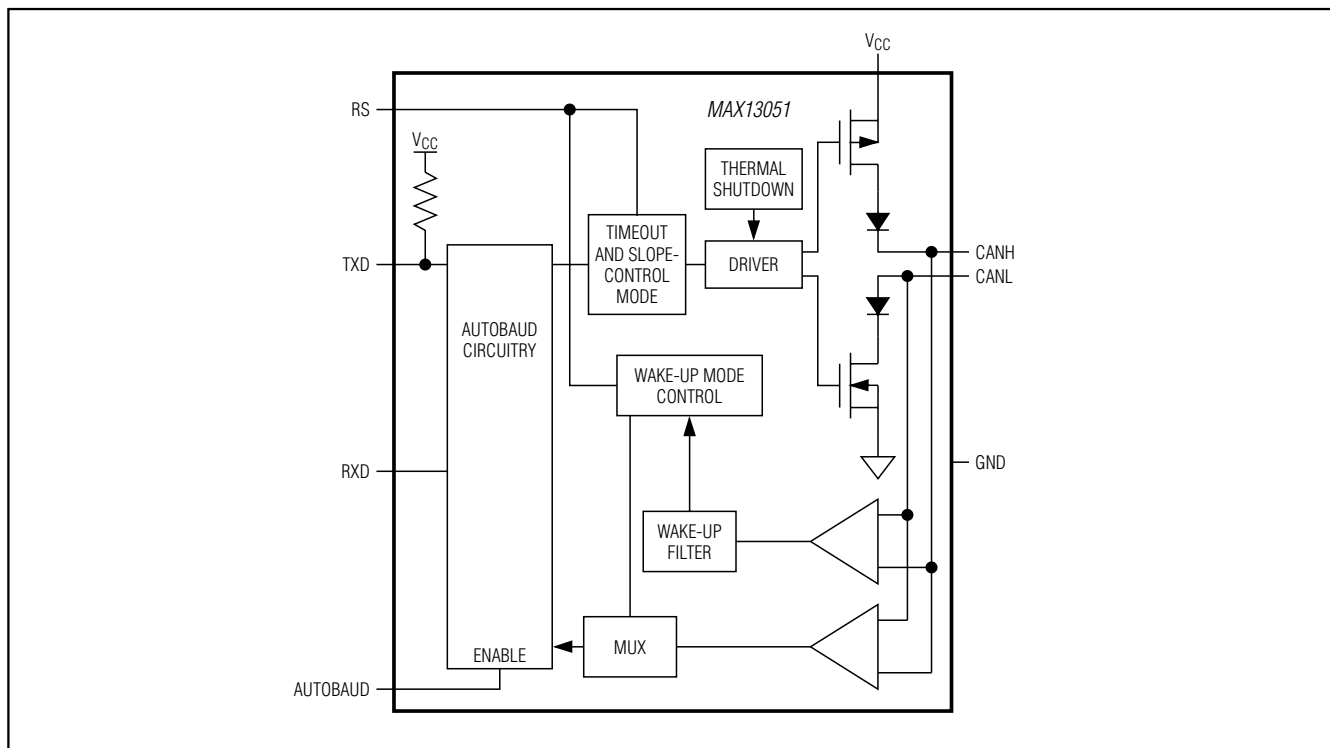 VCC
RS
MAX13051
VCC
THERMAL
SHUTDOWN
TIMEOUT
AND SLOPE-
CONTROL
MODE
TXD
DRIVER
CANH
CANL
AUTOBAUD
CIRCUITRY
WAKE-UP MODE
CONTROL
RXD
GND
WAKE-UP
FILTER
MUX
ENABLE
AUTOBAUD